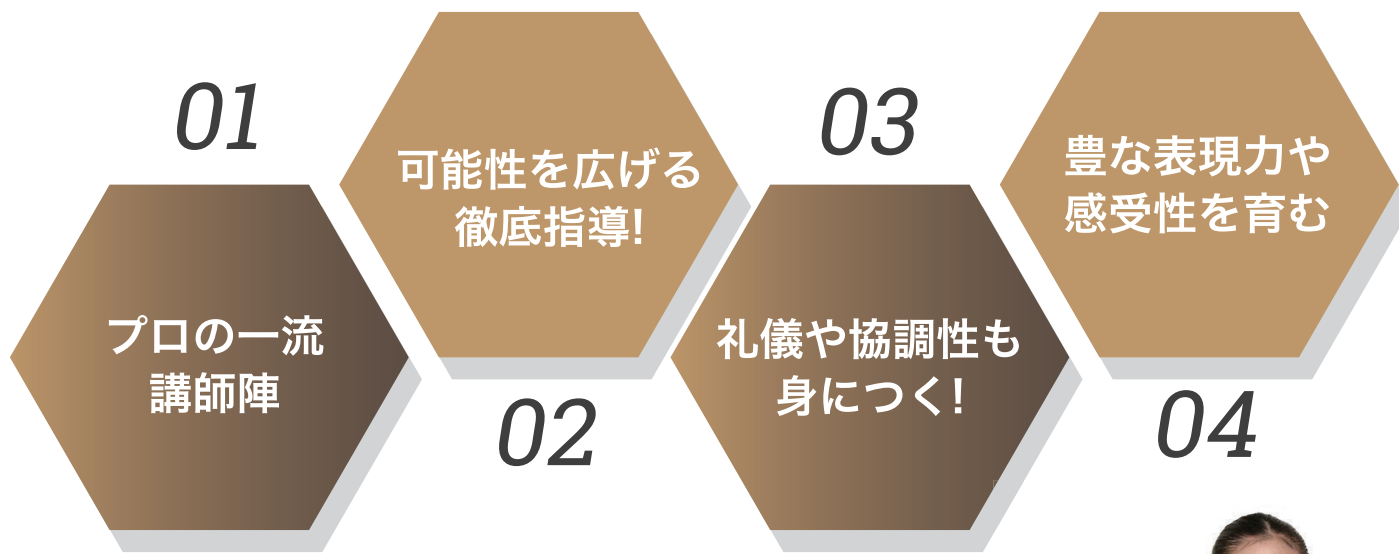 01
プロの一流
講師陣
可能性を広げる
徹底指導!
02
03
礼儀や協調性も
身につく!
豊な表現力や
感受性を育む
04